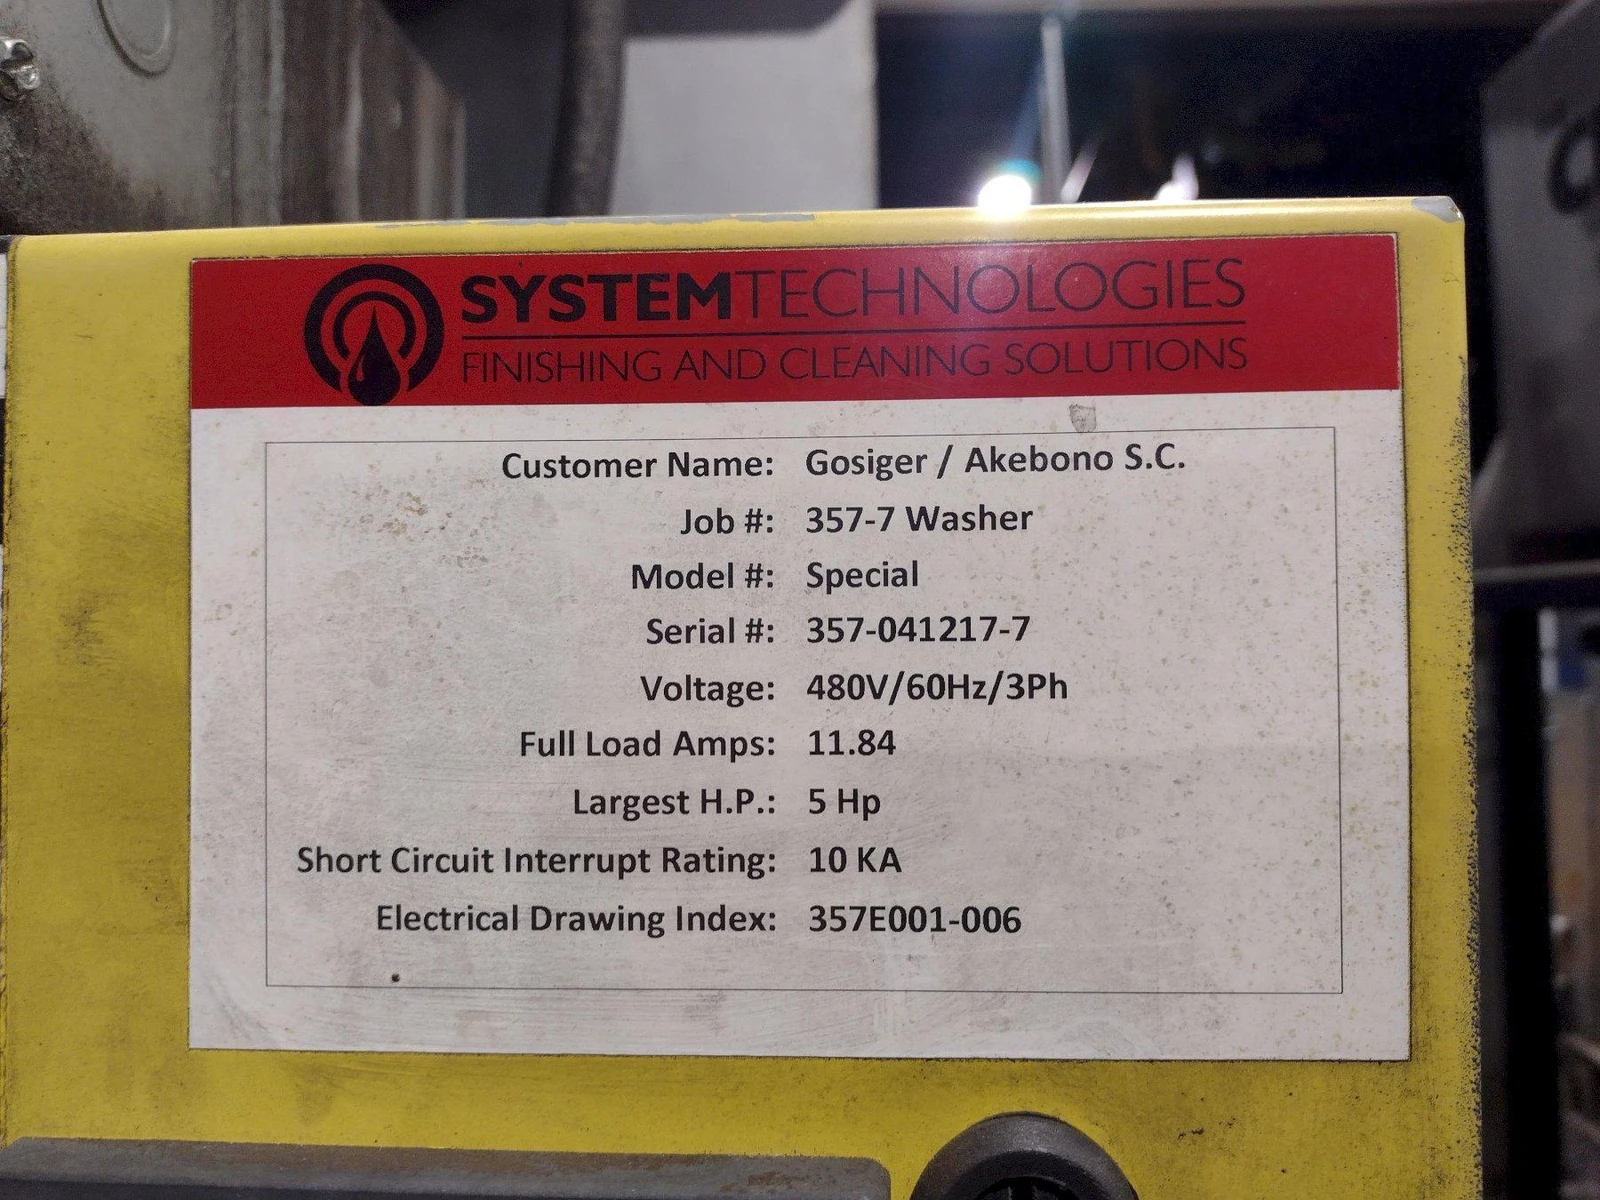 SYSTEMTECHNOLOGIES
FINISHING AND CLEANING SOLUTIONS
Customer Name: Gosiger / Akebono S.C.
Job #: 357-7 Washer
Model #: Special
Serial #: 357-041217-7
Voltage: 480V/60Hz/3Ph
Full Load Amps: 11.84
Largest H.P.: 5 Hp
Short Circuit Interrupt Rating: 10 KA
Electrical Drawing Index: 357E001-006